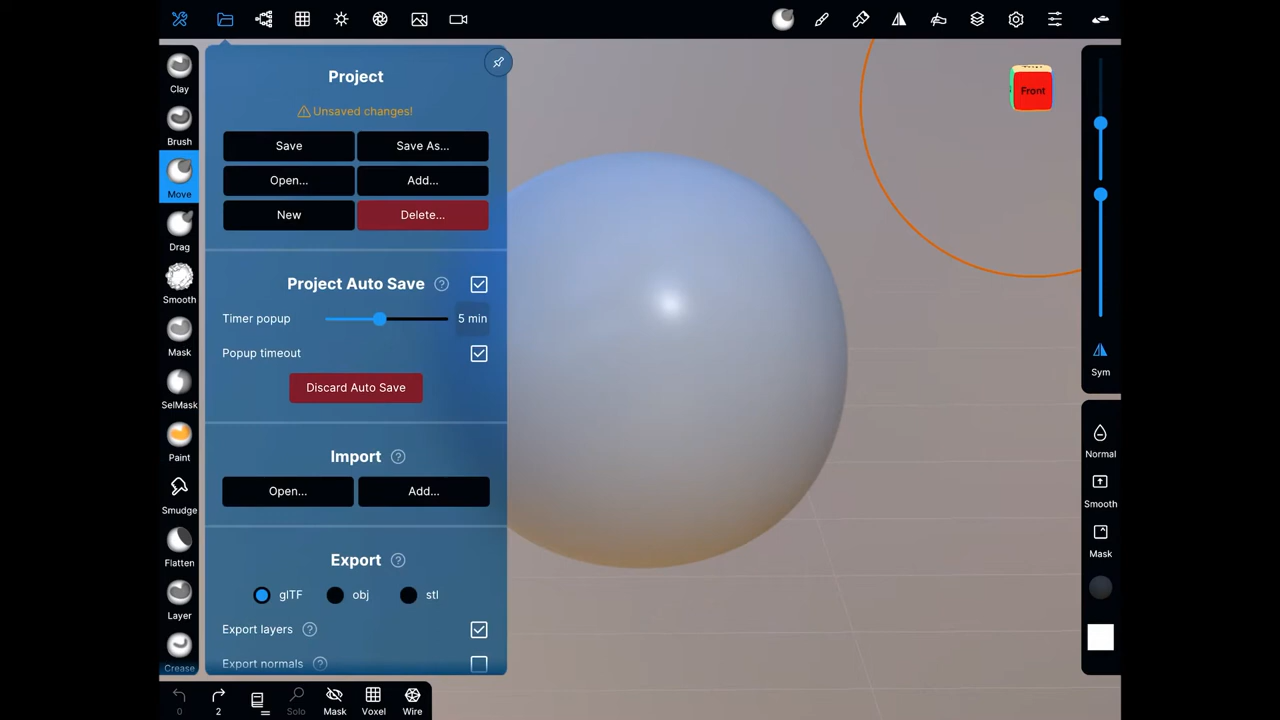 Project
Unsaved changes!
Save
Save As...
Open...
Add...
New
Delete...
Project Auto Save ?
Timer popup
5 min
Popup timeout
Discard Auto Save
Import ?
Open...
Add...
Export ?
glTF
obj
stl
Export layers ?
Export normals ?
Clay
Brush
Move
Drag
Smooth
Mask
SelMask
Paint
Smudge
Flatten
Layer
Crease
Front
Sym
Normal
Smooth
Mask
0
2
Solo
Mask
Voxel
Wire